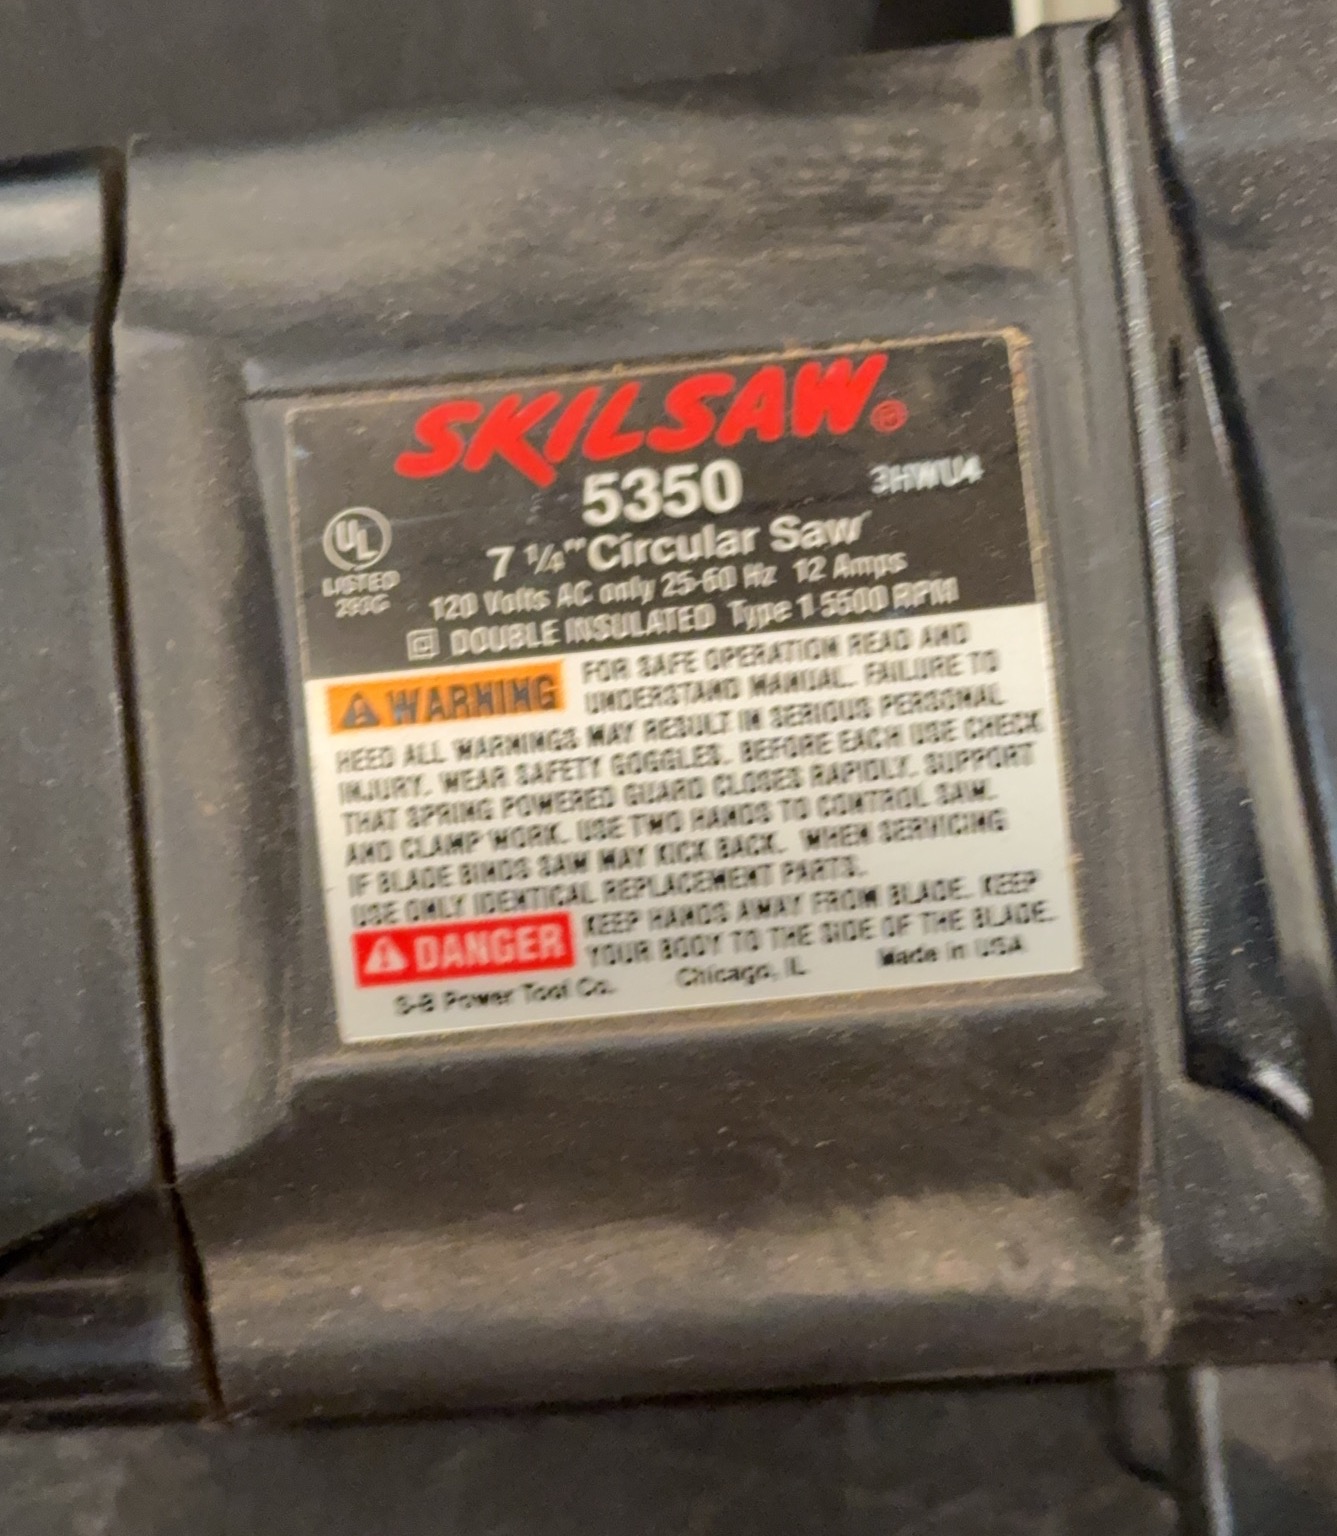 SKILSAW®
5350
3HWU4
7 1/4" Circular Saw
UL
LISTED
120 Volts AC only 25-60 Hz 12 Amps
DOUBLE INSULATED Type 1 5500 RPM
WARNING FOR SAFE OPERATION READ AND
UNDERSTAND MANUAL. FAILURE TO
HEED ALL WARNINGS MAY RESULT IN SERIOUS PERSONAL
INJURY. WEAR SAFETY GOGGLES. BEFORE EACH USE CHECK
THAT SPRING POWERED GUARD CLOSES RAPIDLY. SUPPORT
AND CLAMP WORK. USE TWO HANDS TO CONTROL SAW.
IF BLADE BINDS SAW MAY KICK BACK. WHEN SERVICING
USE ONLY IDENTICAL REPLACEMENT PARTS.
DANGER KEEP HANDS AWAY FROM BLADE. KEEP
YOUR BODY TO THE SIDE OF THE BLADE.
S-B Power Tool Co. Chicago, IL Made in USA